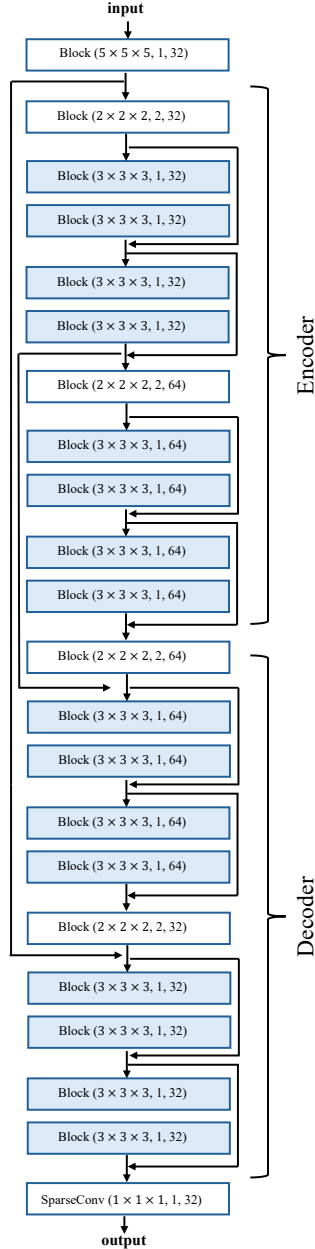 input
Block (5 × 5 × 5, 1, 32)
Block (2 × 2 × 2, 2, 32)
Block (3 × 3 × 3, 1, 32)
Block (3 × 3 × 3, 1, 32)
Block (3 × 3 × 3, 1, 32)
Block (3 × 3 × 3, 1, 32)
Encoder
Block (2 × 2 × 2, 2, 64)
Block (3 × 3 × 3, 1, 64)
Block (3 × 3 × 3, 1, 64)
Block (3 × 3 × 3, 1, 64)
Block (3 × 3 × 3, 1, 64)
Block (2 × 2 × 2, 2, 64)
Block (3 × 3 × 3, 1, 64)
Block (3 × 3 × 3, 1, 64)
Block (3 × 3 × 3, 1, 64)
Block (3 × 3 × 3, 1, 64)
Decoder
Block (2 × 2 × 2, 2, 32)
Block (3 × 3 × 3, 1, 32)
Block (3 × 3 × 3, 1, 32)
Block (3 × 3 × 3, 1, 32)
Block (3 × 3 × 3, 1, 32)
SparseConv (1 × 1 × 1, 1, 32)
output